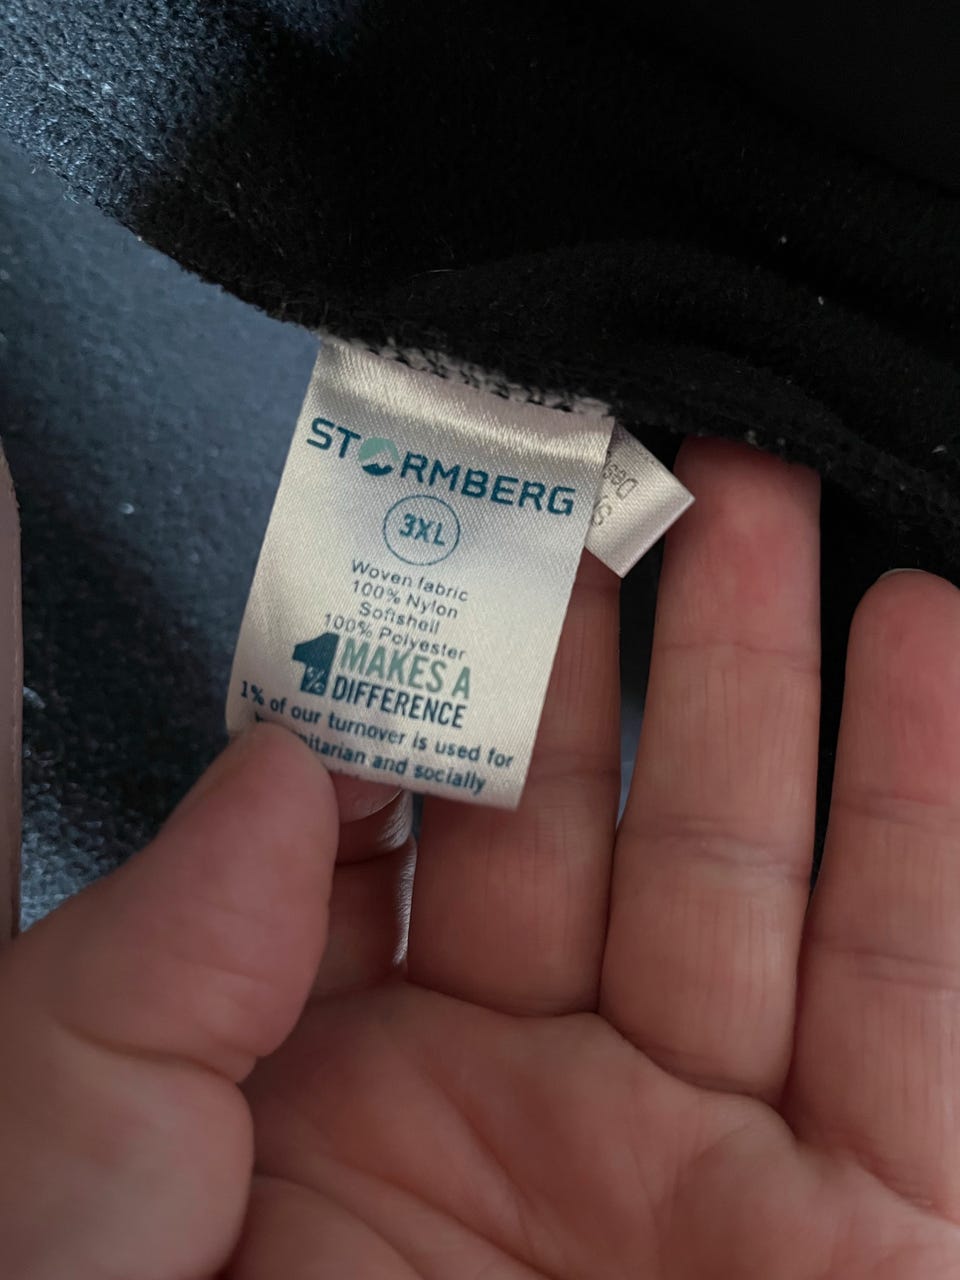 STORMBERG
3XL
Woven fabric
100% Nylon
Softshell
100% Polyester
1% MAKES A
DIFFERENCE
1% of our turnover is used for
and socially